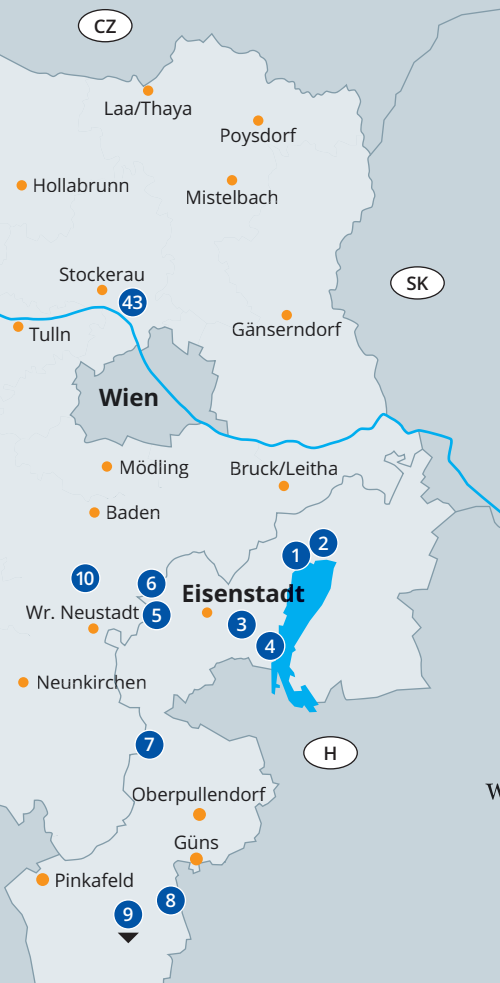 CZ
Laa/Thaya
Poysdorf
Mistelbach
Hollabrunn
Stockerau
43
SK
Gänserndorf
Tulln
Wien
Mödling
Bruck/Leitha
Baden
2
1
10
6
Eisenstadt
Wr. Neustadt
5
3
4
Neunkirchen
7
H
Oberpullendorf
W
Güns
Pinkafeld
8
9